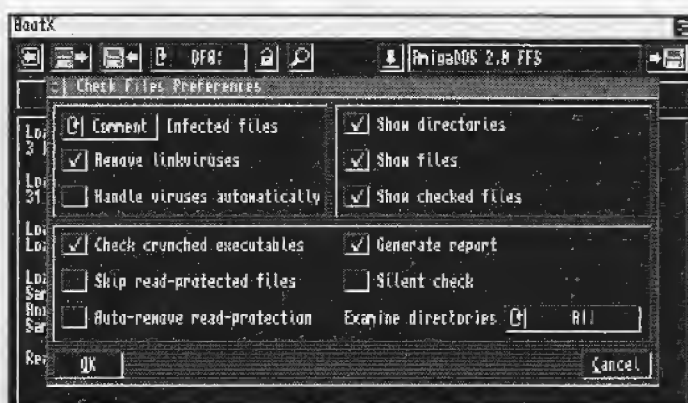 BootX
DF0:
AmigaDOS 2.0 FFS
Check Files Preferences
Comment Infected files
Show directories
Remove linkviruses
Show files
Handle viruses automatically
Show checked files
Check crunched executables
Generate report
Skip read-protected files
Silent check
Auto-remove read-protection
Examine directories All
OK
Cancel